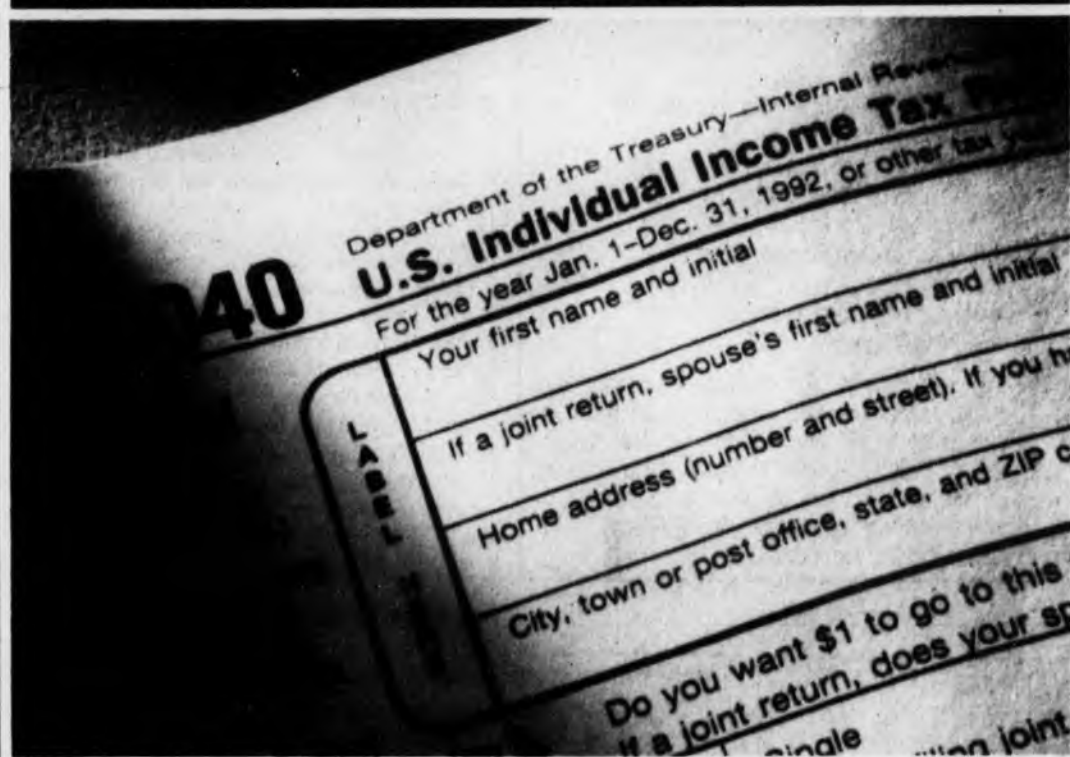 Department of the Treasury—Internal
U.S. Individual Income Tax
040
For the year Jan. 1–Dec. 31, 1992, or other tax
Your first name and initial
If a joint return, spouse's first name and initial
LABEL
Home address (number and street). If you
City, town or post office, state, and ZIP
Do you want $1 to go to this
If a joint return, does your
Single
joint